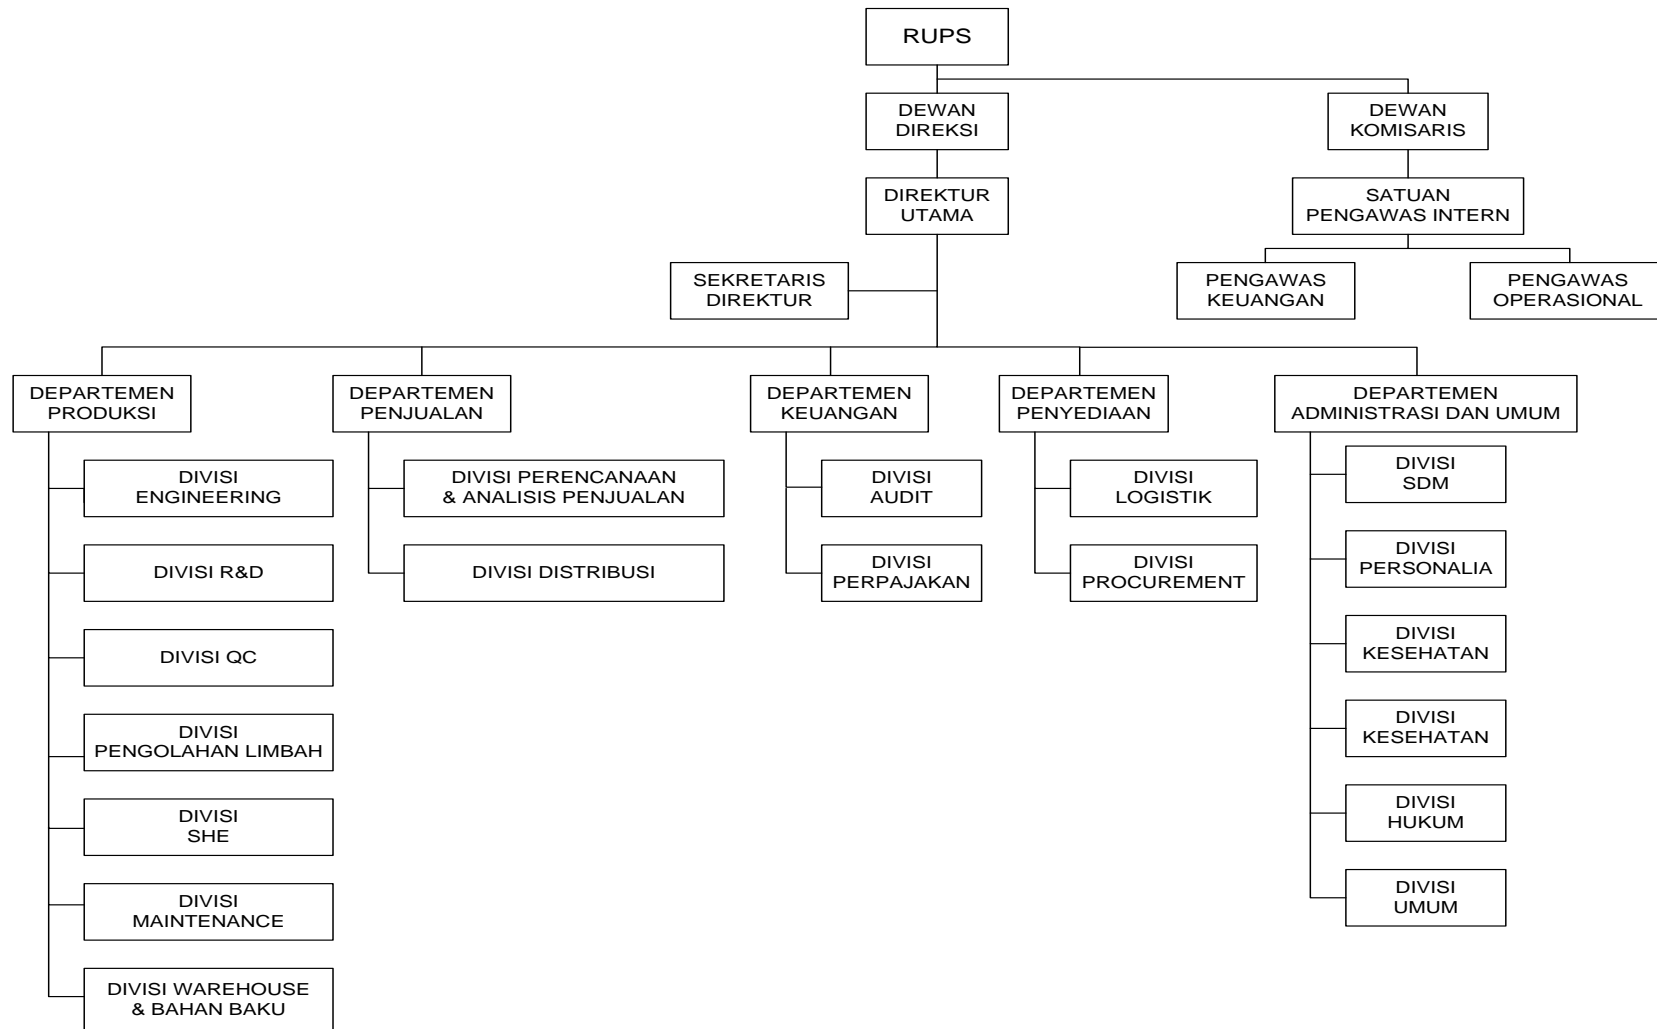 RUPS
DEWAN
DIREKSI
DEWAN
KOMISARIS
DIREKTUR
UTAMA
SATUAN
PENGAWAS INTERN
SEKRETARIS
DIREKTUR
PENGAWAS
KEUANGAN
PENGAWAS
OPERASIONAL
DEPARTEMEN
PRODUKSI
DEPARTEMEN
PENJUALAN
DEPARTEMEN
KEUANGAN
DEPARTEMEN
PENYEDIAAN
DEPARTEMEN
ADMINISTRASI DAN UMUM
DIVISI
ENGINEERING
DIVISI R&D
DIVISI QC
DIVISI
PENGOLAHAN LIMBAH
DIVISI
SHE
DIVISI
MAINTENANCE
DIVISI WAREHOUSE
& BAHAN BAKU
DIVISI PERENCANAAN
& ANALISIS PENJUALAN
DIVISI DISTRIBUSI
DIVISI
AUDIT
DIVISI
PERPAJAKAN
DIVISI
LOGISTIK
DIVISI
PROCUREMENT
DIVISI
SDM
DIVISI
PERSONALIA
DIVISI
KESEHATAN
DIVISI
KESEHATAN
DIVISI
HUKUM
DIVISI
UMUM